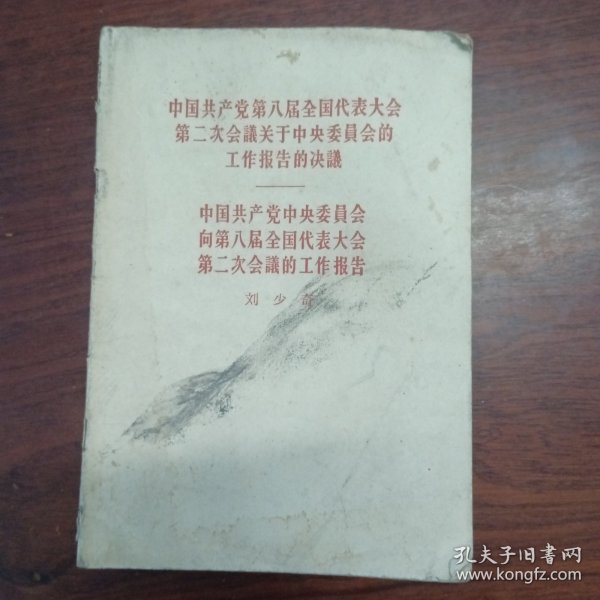 中国共产党第八届全国代表大会
第二次会議关于中央委員会的
工作报告的决議
中国共产党中央委員会
向第八届全国代表大会
第二次会議的工作报告
刘少奇
孔夫子旧書网
www.kongfz.com